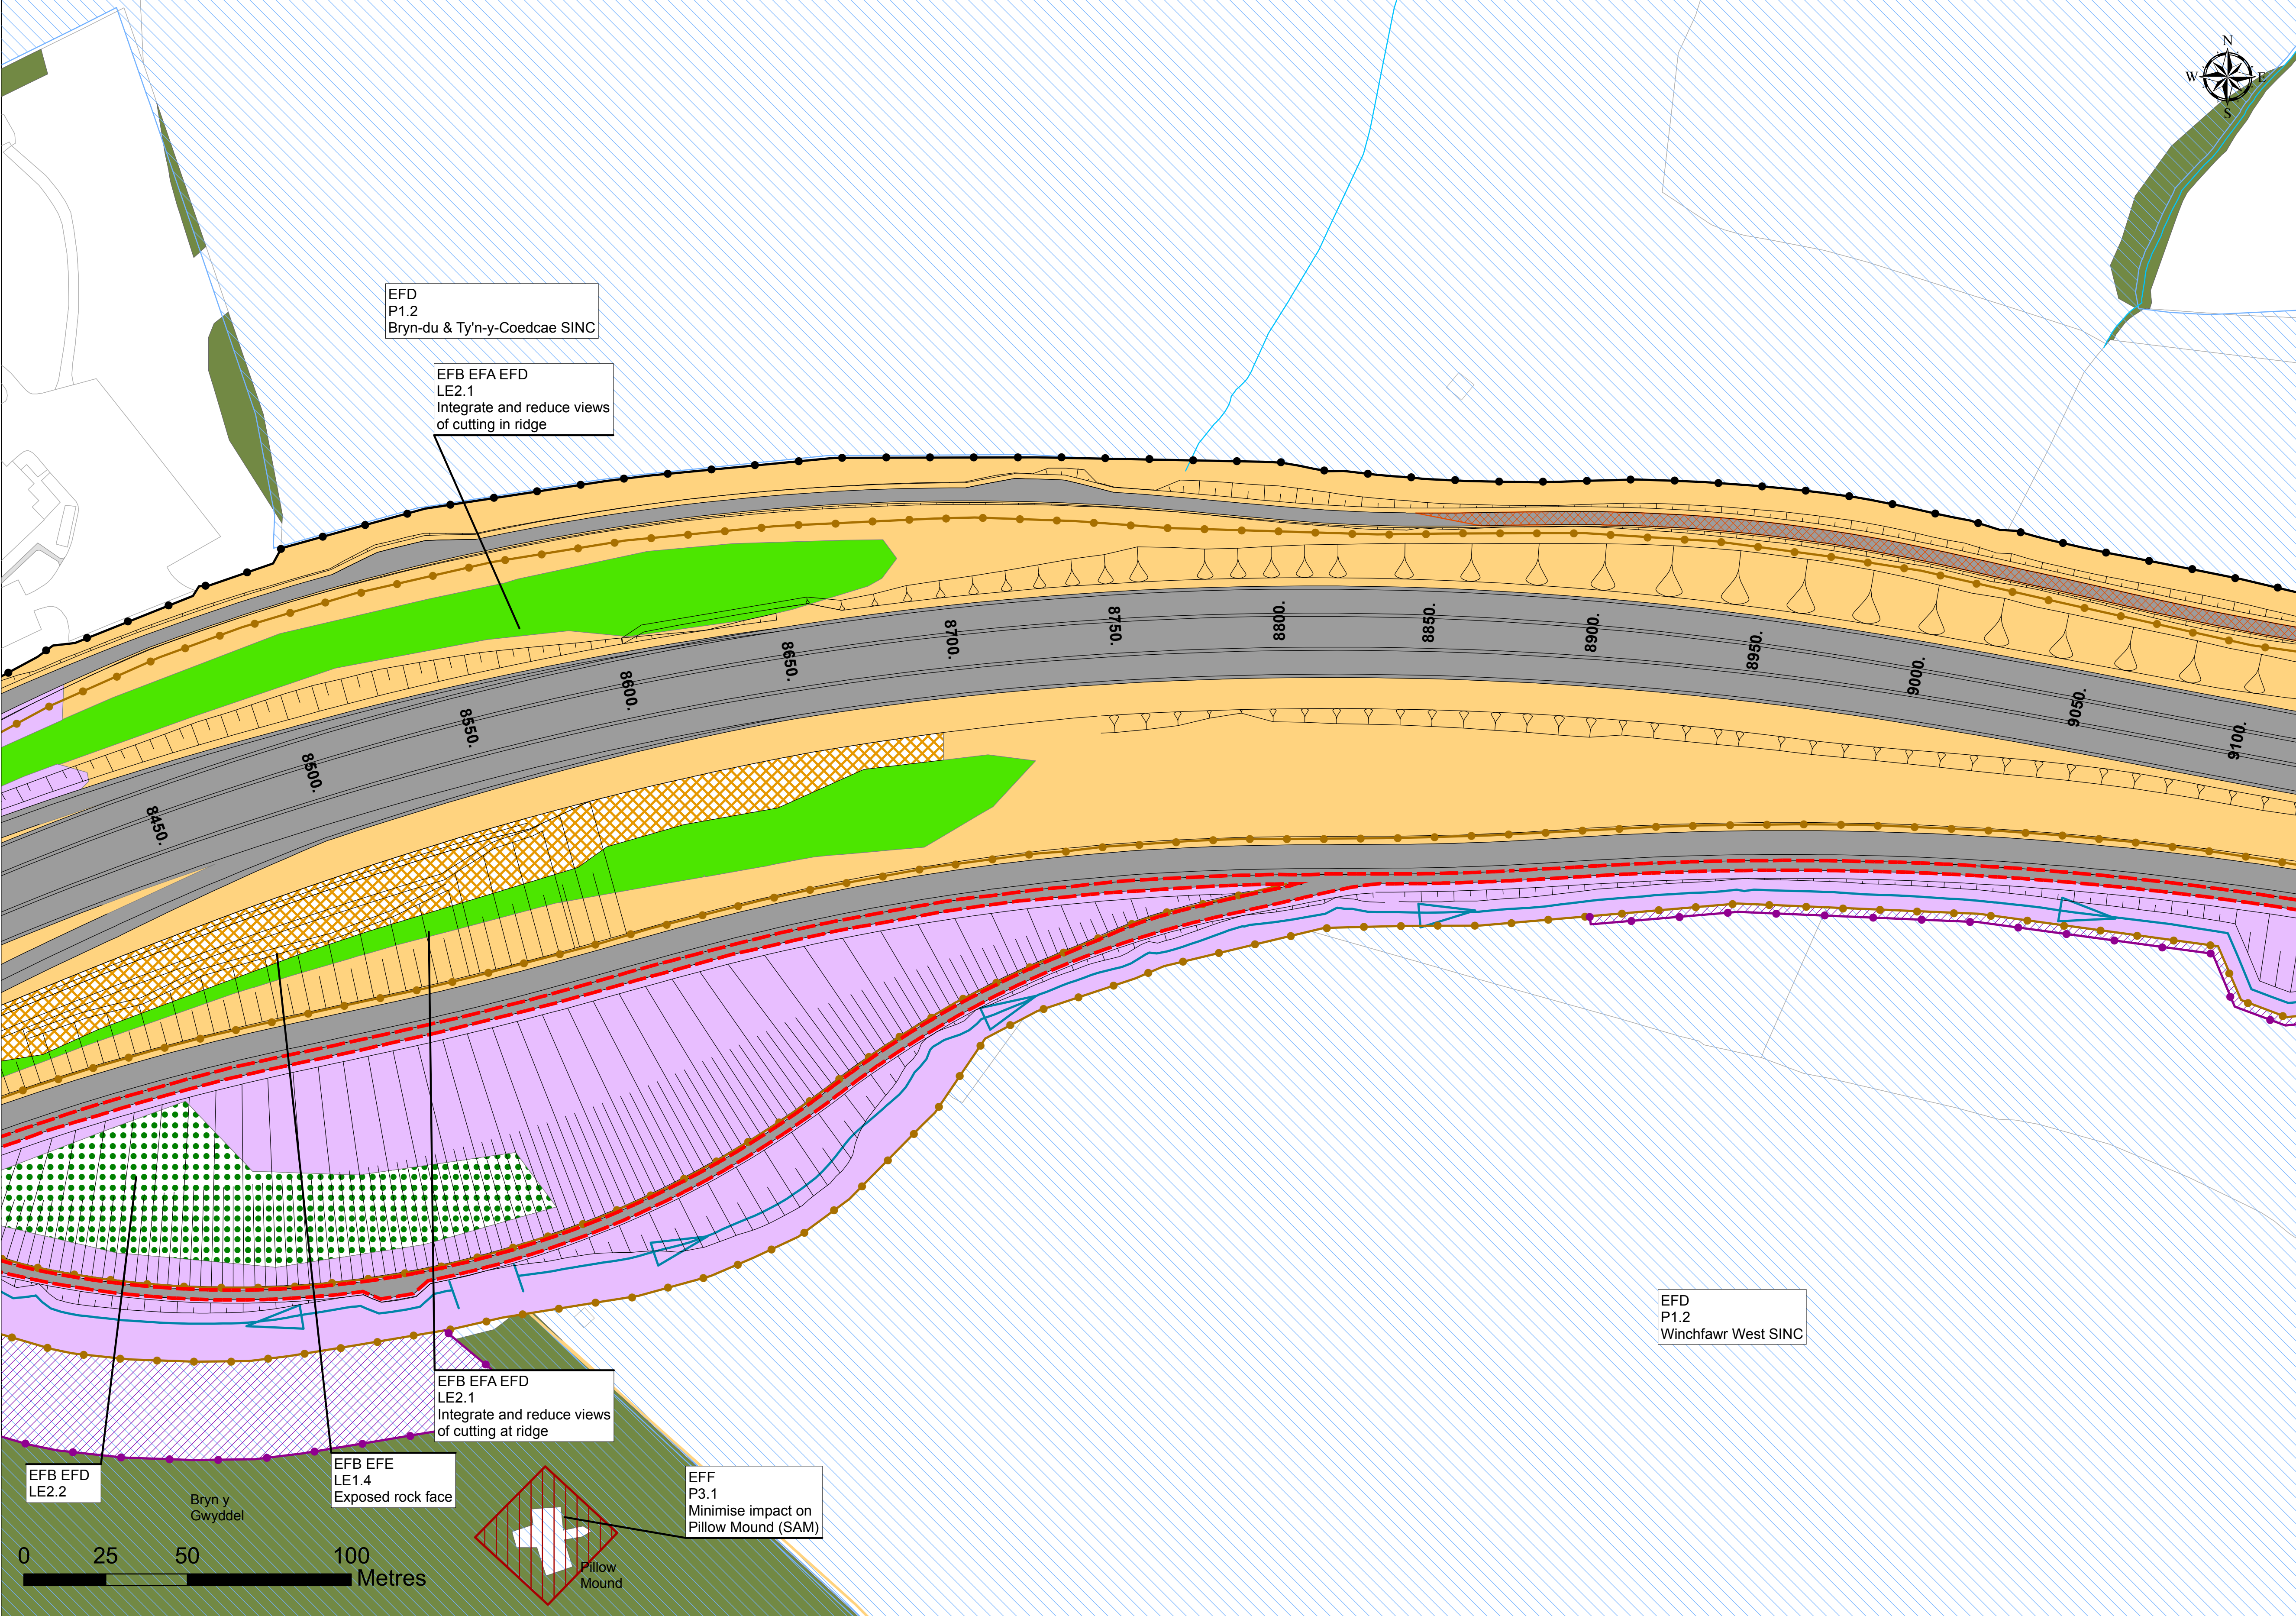 N
W
E
S
EFD
P1.2
Bryn-du & Ty'n-y-Coedcae SINC
EFB EFA EFD
LE2.1
Integrate and reduce views
of cutting in ridge
8450.
8500.
8550.
8600.
8650.
8700.
8750.
8800.
8850.
8900.
8950.
9000.
9050.
9100.
EFD
P1.2
Winchfawr West SINC
EFB EFA EFD
LE2.1
Integrate and reduce views
of cutting at ridge
EFB EFE
LE1.4
Exposed rock face
EFB EFD
LE2.2
EFF
P3.1
Minimise impact on
Pillow Mound (SAM)
Bryn y
Gwyddel
Pillow
Mound
0 25 50 100
Metres